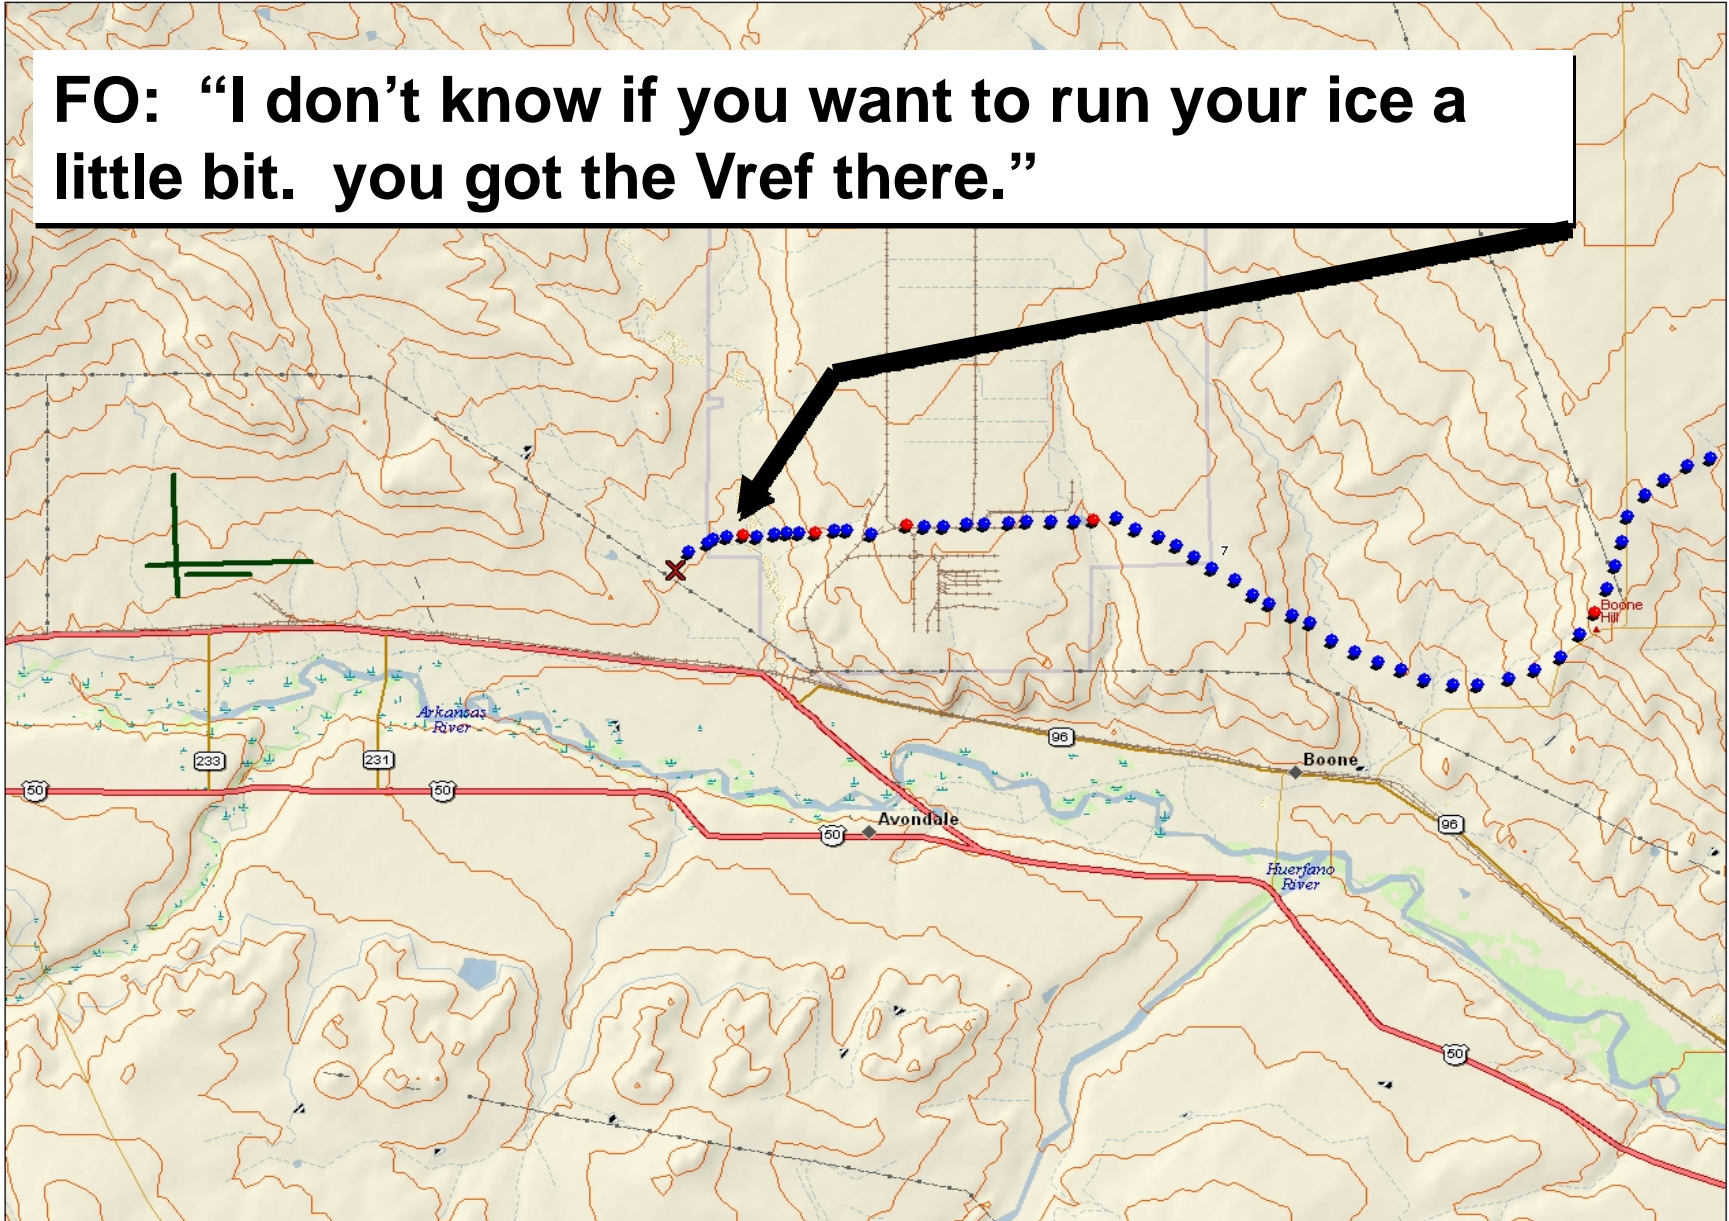 FO:  “I don’t know if you want to run your ice a
little bit.  you got the Vref there.”
7
Boone
Hill
Arkansas
River
233
231
96
Boone
50
50
Avondale
50
96
Huerfano
River
50